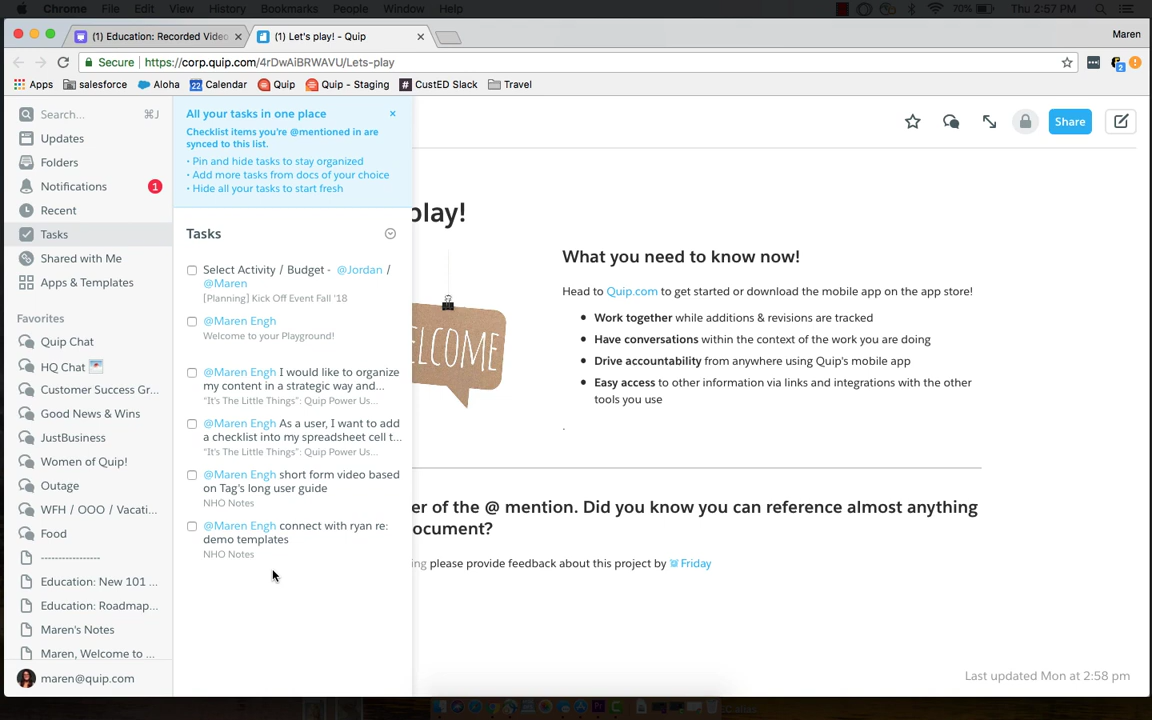 Chrome File Edit View History Bookmarks People Window Help 70% Thu 2:57 PM
(1) Education: Recorded Video × (1) Let's play! - Quip × Maren
Secure https://corp.quip.com/4rDwAiBRWAVU/Lets-play 2
Apps salesforce Aloha 22 Calendar Quip Quip - Staging CustED Slack Travel
Search... ⌘J
Updates
Folders
Notifications 1
Recent
Tasks
Shared with Me
Apps & Templates
Favorites
Quip Chat
HQ Chat
Customer Success Gr...
Good News & Wins
JustBusiness
Women of Quip!
Outage
WFH / OOO / Vacati...
Food
-----------------
Education: New 101 ...
Education: Roadmap...
Maren's Notes
Maren, Welcome to ...
maren@quip.com
All your tasks in one place ×
Checklist items you're @mentioned in are
synced to this list.
• Pin and hide tasks to stay organized
• Add more tasks from docs of your choice
• Hide all your tasks to start fresh
Tasks
Select Activity / Budget - @Jordan /
@Maren
[Planning] Kick Off Event Fall '18
@Maren Engh
Welcome to your Playground!
@Maren Engh I would like to organize
my content in a strategic way and...
"It's The Little Things": Quip Power Us...
@Maren Engh As a user, I want to add
a checklist into my spreadsheet cell t...
"It's The Little Things": Quip Power Us...
@Maren Engh short form video based
on Tag's long user guide
NHO Notes
@Maren Engh connect with ryan re:
demo templates
NHO Notes
Share
play!
ELCOME
What you need to know now!
Head to Quip.com to get started or download the mobile app on the app store!
• Work together while additions & revisions are tracked
• Have conversations within the context of the work you are doing
• Drive accountability from anywhere using Quip's mobile app
• Easy access to other information via links and integrations with the other
tools you use
.
er of the @ mention. Did you know you can reference almost anything
ocument?
ing please provide feedback about this project by Friday
Last updated Mon at 2:58 pm